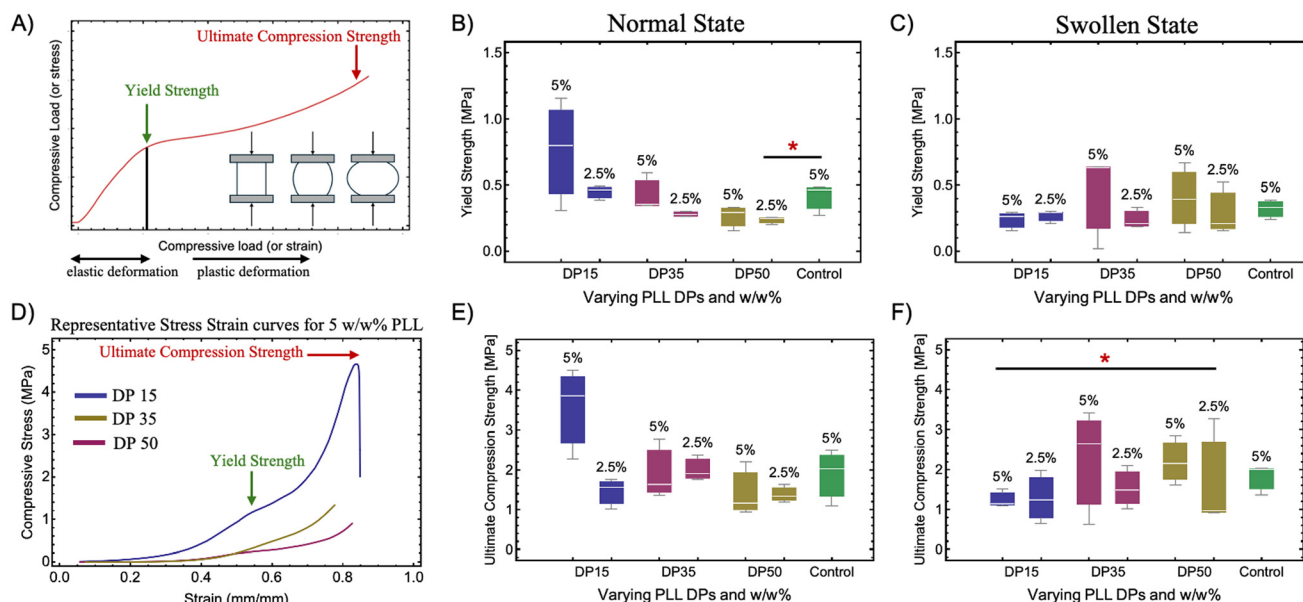 A)
Compressive Load (or stress)
Ultimate Compression
Strength
Yield Strength
Compressive load (or strain)
elastic deformation
plastic deformation
Normal State
B)
Yield Strength [MPa]
1.5
1.0
0.5
0.0
5%
2.5%
5%
2.5%
5%
2.5%
*
5%
DP15
DP35
DP50
Control
Varying PLL DPs and w/w%
Swollen State
C)
Yield Strength [MPa]
1.5
1.0
0.5
0.0
5%
2.5%
5%
2.5%
5%
2.5%
5%
DP15
DP35
DP50
Control
Varying PLL DPs and w/w%
D)
Representative Stress Strain curves for 5 w/w% PLL
Ultimate Compression Strength
Compressive Stress (MPa)
5
4
3
2
1
0
DP 15
DP 35
DP 50
Yield Strength
0.0
0.2
0.4
0.6
0.8
1.0
Strain (mm/mm)
E)
Ultimate Compression Strength [MPa]
5
4
3
2
1
0
5%
2.5%
5%
2.5%
5%
2.5%
5%
DP15
DP35
DP50
Control
Varying PLL DPs and w/w%
F)
Ultimate Compression Strength [MPa]
5
4
3
2
1
0
*
5%
2.5%
5%
2.5%
5%
2.5%
5%
DP15
DP35
DP50
Control
Varying PLL DPs and w/w%